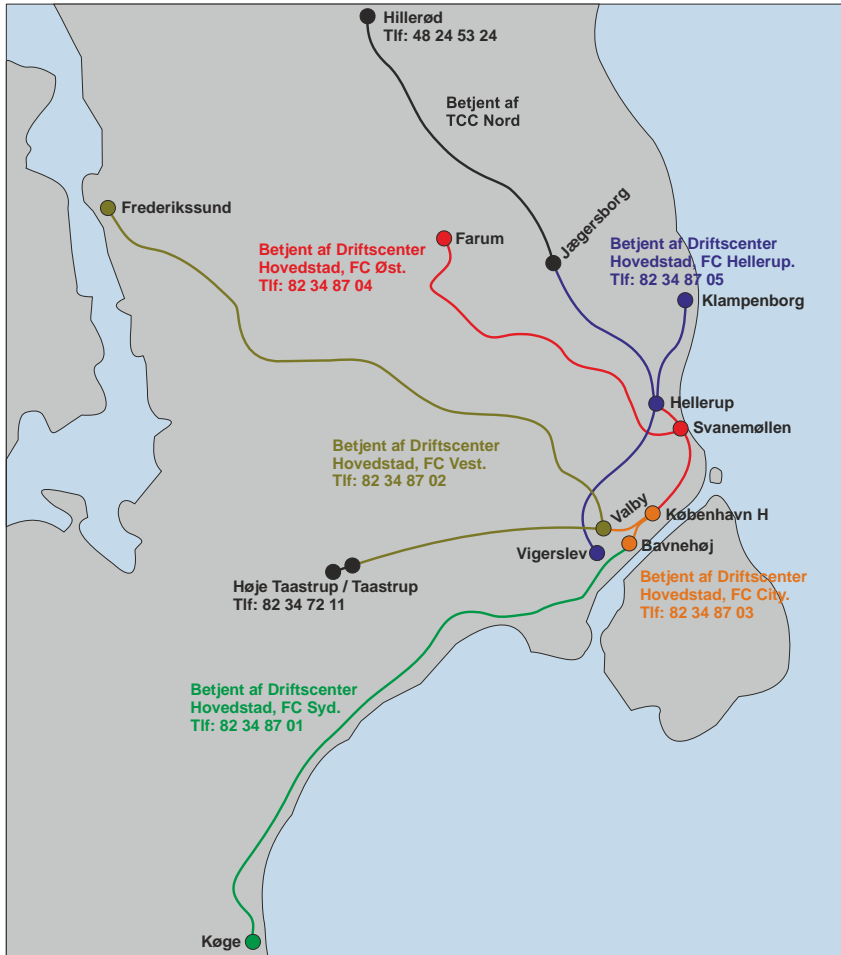 Hillerød
Tlf: 48 24 53 24
Betjent af
TCC Nord
Frederikssund
Betjent af Driftscenter
Hovedstad, FC Øst.
Tlf: 82 34 87 04
Farum
Jægersborg
Betjent af Driftscenter
Hovedstad, FC Hellerup.
Tlf: 82 34 87 05
Klampenborg
Hellerup
Svanemøllen
Betjent af Driftscenter
Hovedstad, FC Vest.
Tlf: 82 34 87 02
Valby
København H
Vigerslev
Bavnehøj
Høje Taastrup / Taastrup
Tlf: 82 34 72 11
Betjent af Driftscenter
Hovedstad, FC City.
Tlf: 82 34 87 03
Betjent af Driftscenter
Hovedstad, FC Syd.
Tlf: 82 34 87 01
Køge